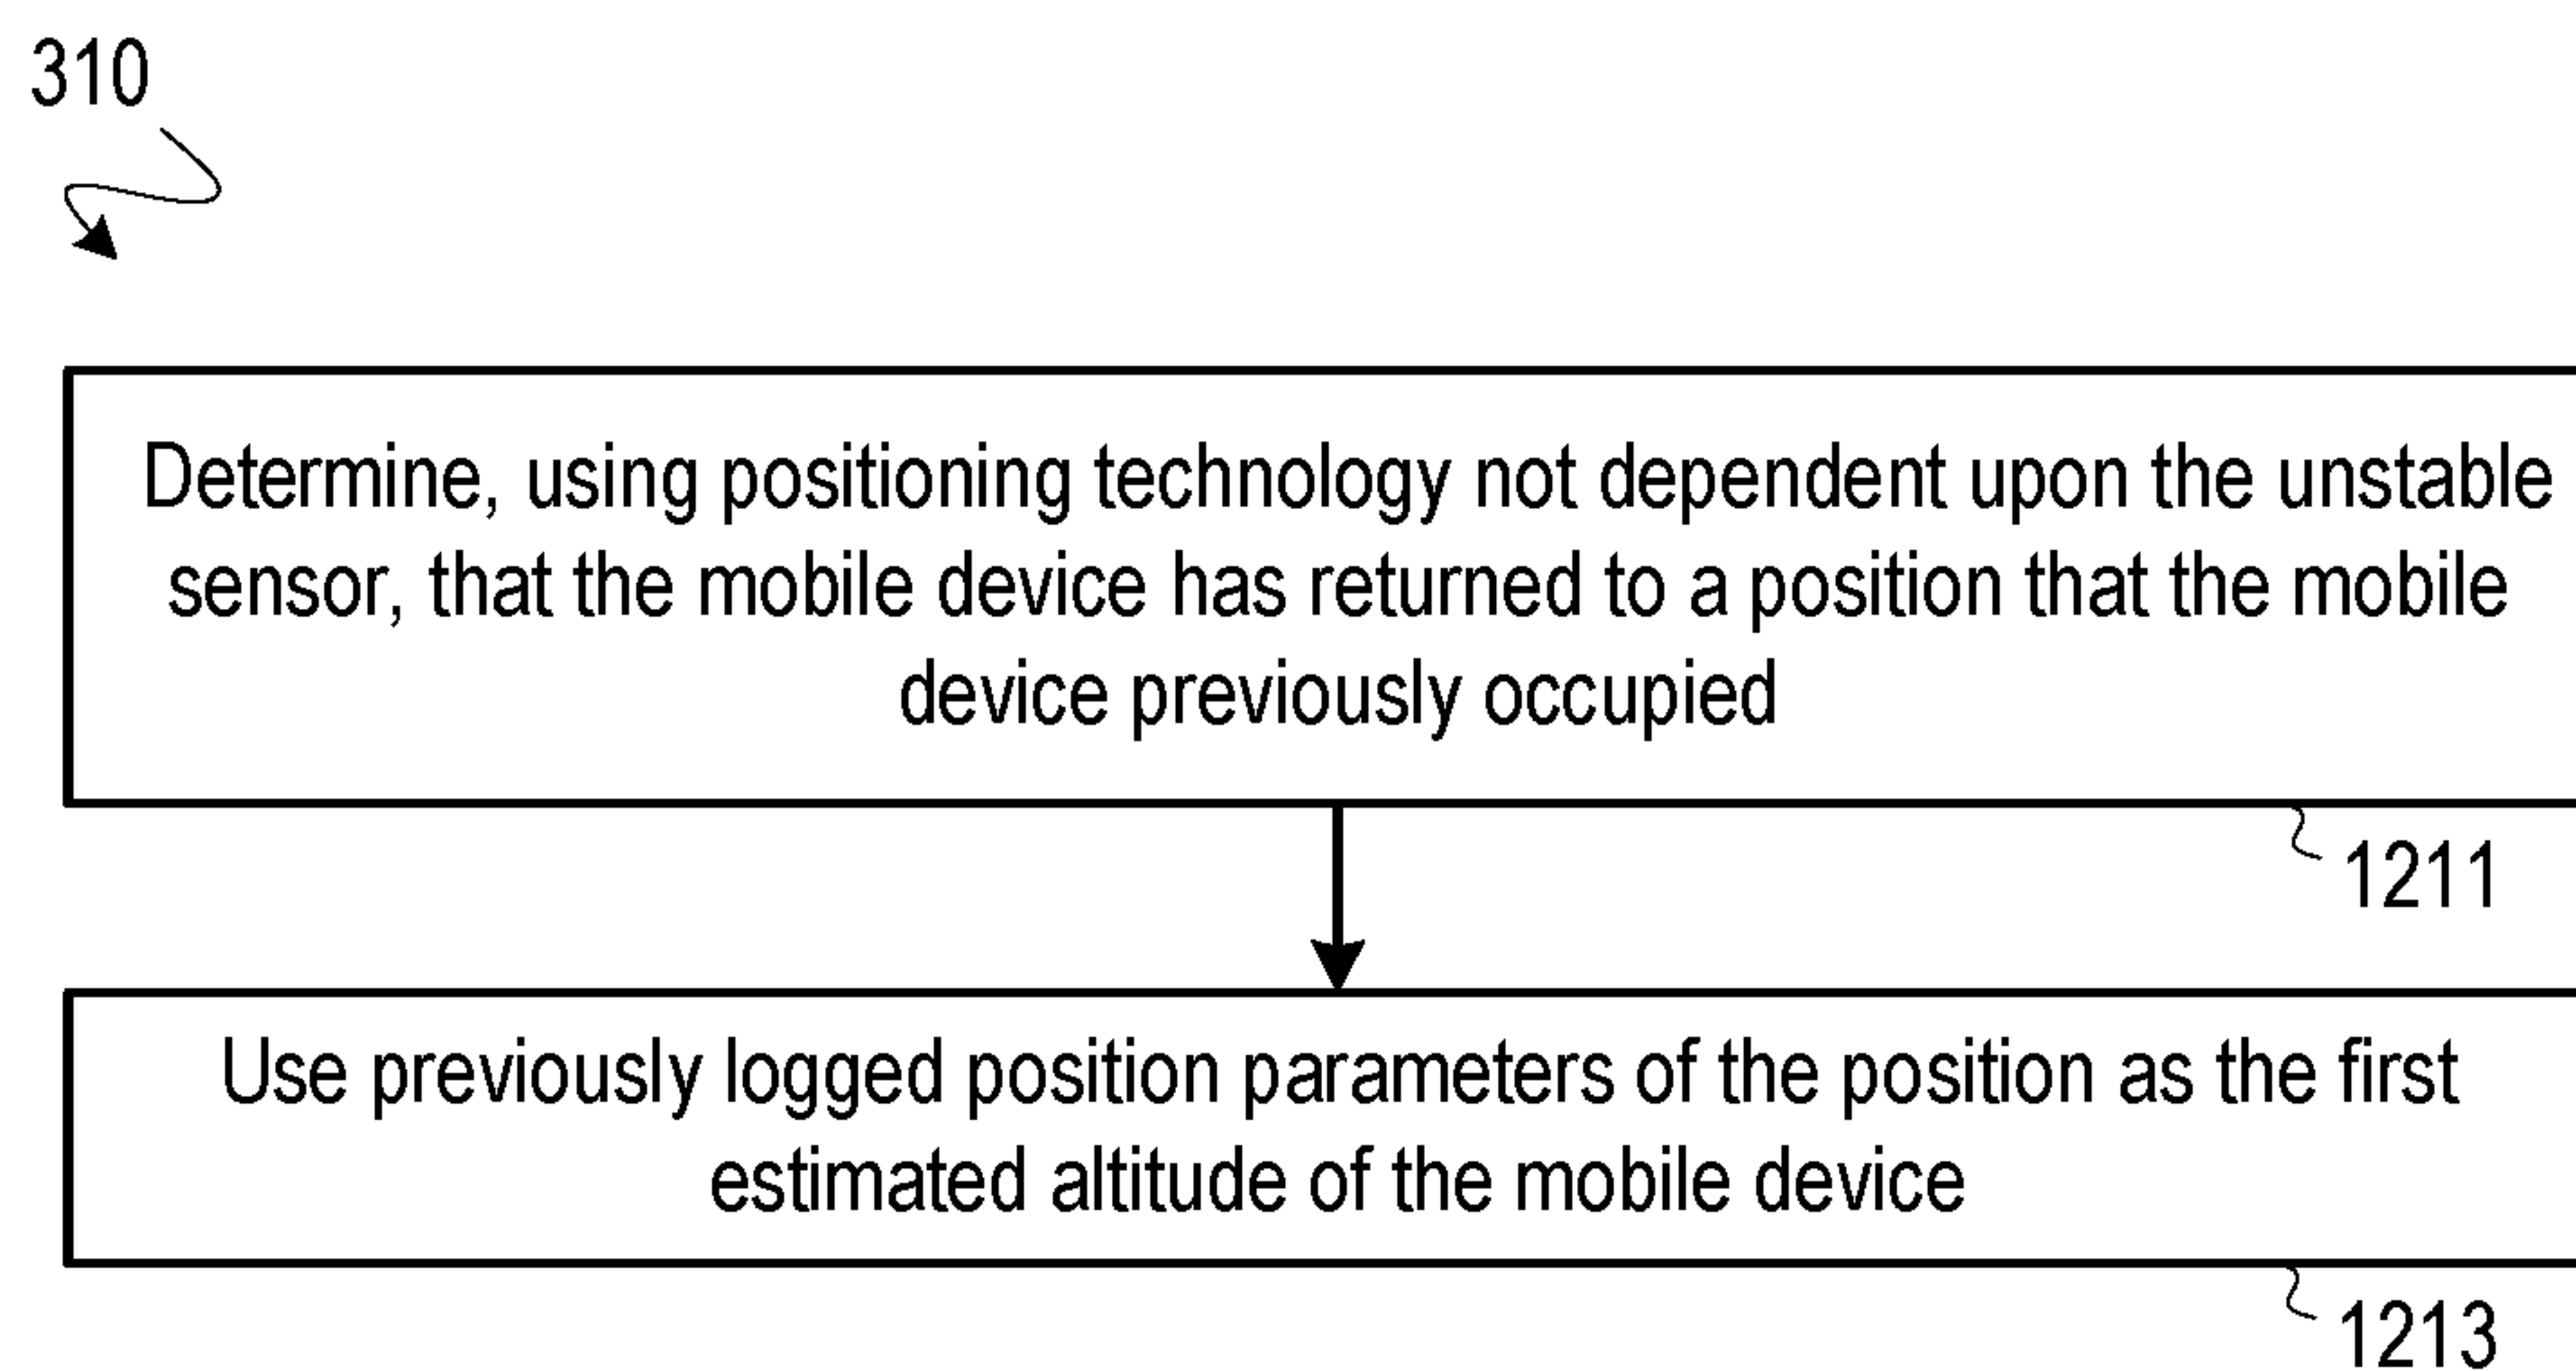 310
Determine, using positioning technology not dependent upon the unstable
sensor, that the mobile device has returned to a position that the mobile
device previously occupied
1211
Use previously logged position parameters of the position as the first
estimated altitude of the mobile device
1213